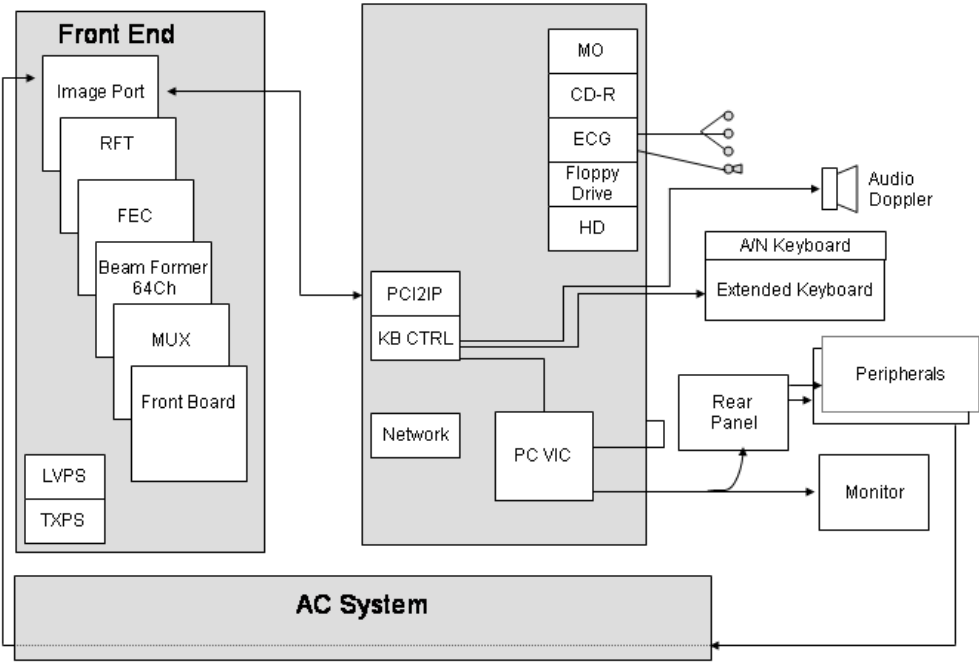 Front End
Image Port
RFT
FEC
Beam Former
64Ch
MUX
Front Board
LVPS
TXPS
MO
CD-R
ECG
Floppy
Drive
HD
PCI2IP
KB CTRL
Network
PC VIC
Audio
Doppler
A/N Keyboard
Extended Keyboard
Rear
Panel
Peripherals
Monitor
AC System